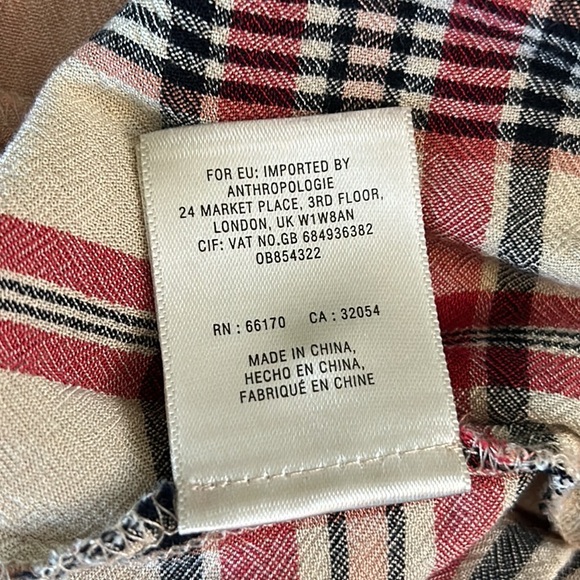 FOR EU: IMPORTED BY
ANTHROPOLOGIE
24 MARKET PLACE, 3RD FLOOR,
LONDON, UK W1W8AN
CIF: VAT NO.GB 684936382
OB854322
RN : 66170 CA : 32054
MADE IN CHINA,
HECHO EN CHINA,
FABRIQUÉ EN CHINE